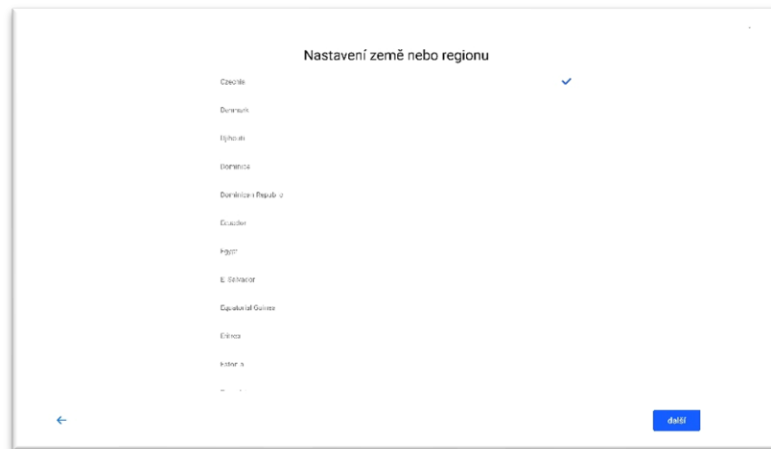 Nastavení země nebo regionu
Czechia
Denmark
Djibouti
Dominica
Dominican Republic
Ecuador
Egypt
El Salvador
Equatorial Guinea
Eritrea
Estonia
další